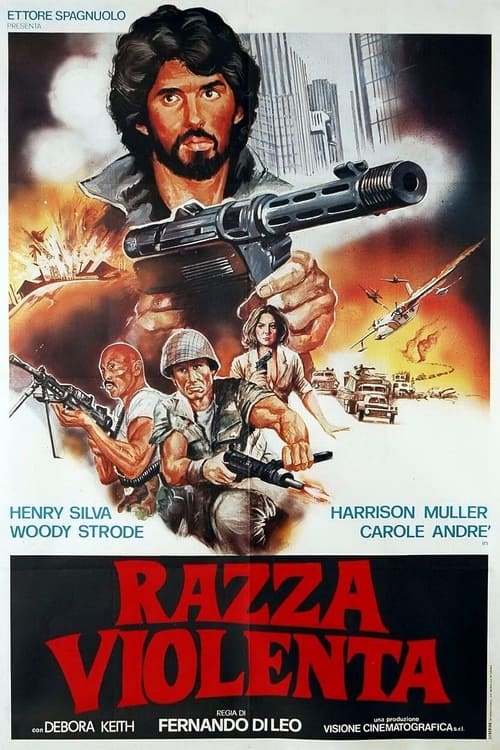 ETTORE SPAGNUOLO
PRESENTA
HENRY SILVA
WOODY STRODE
HARRISON MULLER
CAROLE ANDRE'
in
RAZZA
VIOLENTA
con DEBORA KEITH
REGIA DI
FERNANDO DI LEO
una produzione
VISIONE CINEMATOGRAFICA s.r.l.